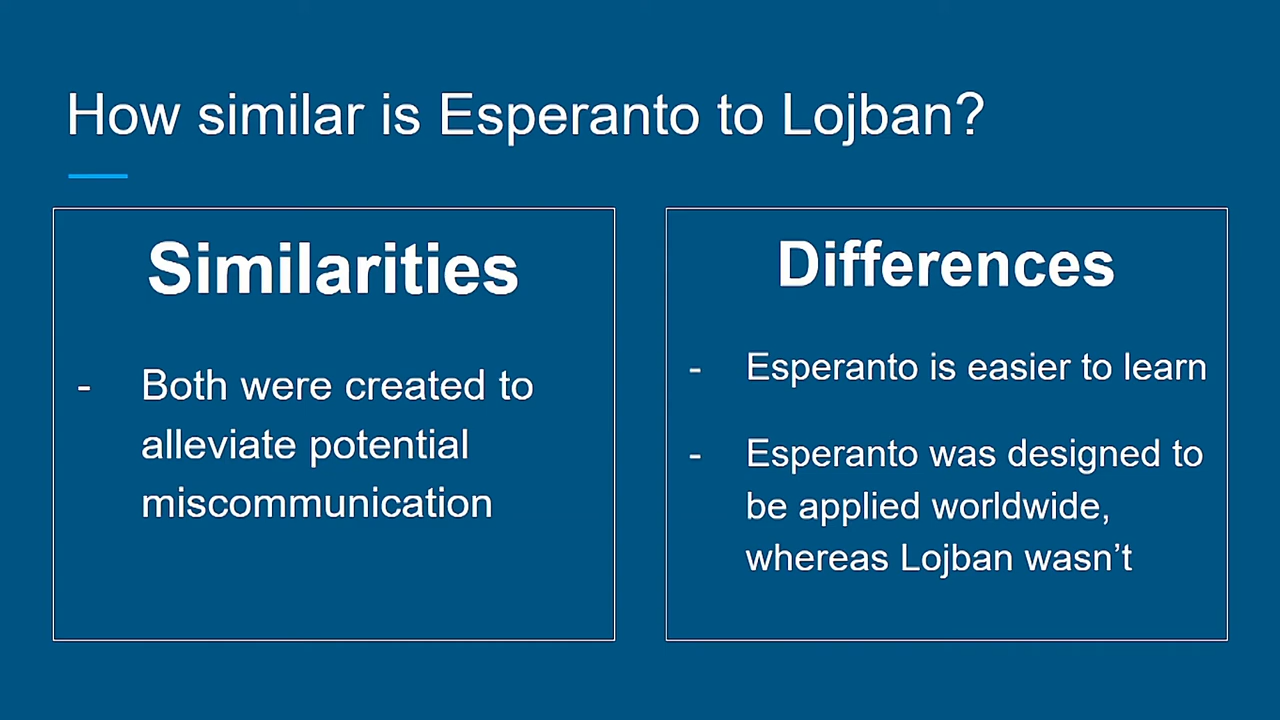 How similar is Esperanto to Lojban?
Similarities
- Both were created to
alleviate potential
miscommunication
Differences
- Esperanto is easier to learn
- Esperanto was designed to
be applied worldwide,
whereas Lojban wasn’t